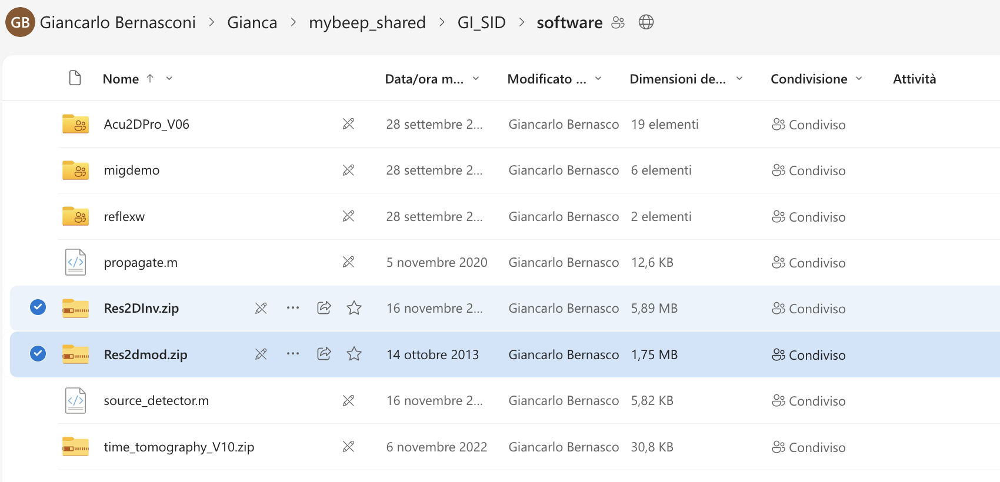 GB Giancarlo Bernasconi > Gianca > mybeep_shared > GI_SID > software
Nome Data/ora m... Modificato ... Dimensioni de... Condivisione Attività
Acu2DPro_V06 28 settembre 2... Giancarlo Bernasco 19 elementi Condiviso
migdemo 28 settembre 2... Giancarlo Bernasco 6 elementi Condiviso
reflexw 28 settembre 2... Giancarlo Bernasco 2 elementi Condiviso
propagate.m 5 novembre 2020 Giancarlo Bernasco 12,6 KB Condiviso
Res2DInv.zip 16 novembre 2... Giancarlo Bernasco 5,89 MB Condiviso
Res2dmod.zip 14 ottobre 2013 Giancarlo Bernasco 1,75 MB Condiviso
source_detector.m 16 novembre 2... Giancarlo Bernasco 5,82 KB Condiviso
time_tomography_V10.zip 6 novembre 2022 Giancarlo Bernasco 30,8 KB Condiviso